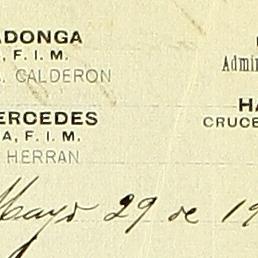 ADONGA
, F. I. M.
. CALDERON
Admin
ERCEDES
A, F. I. M.
HERRAN
HA
CRUCE
Mayo 29 de 19